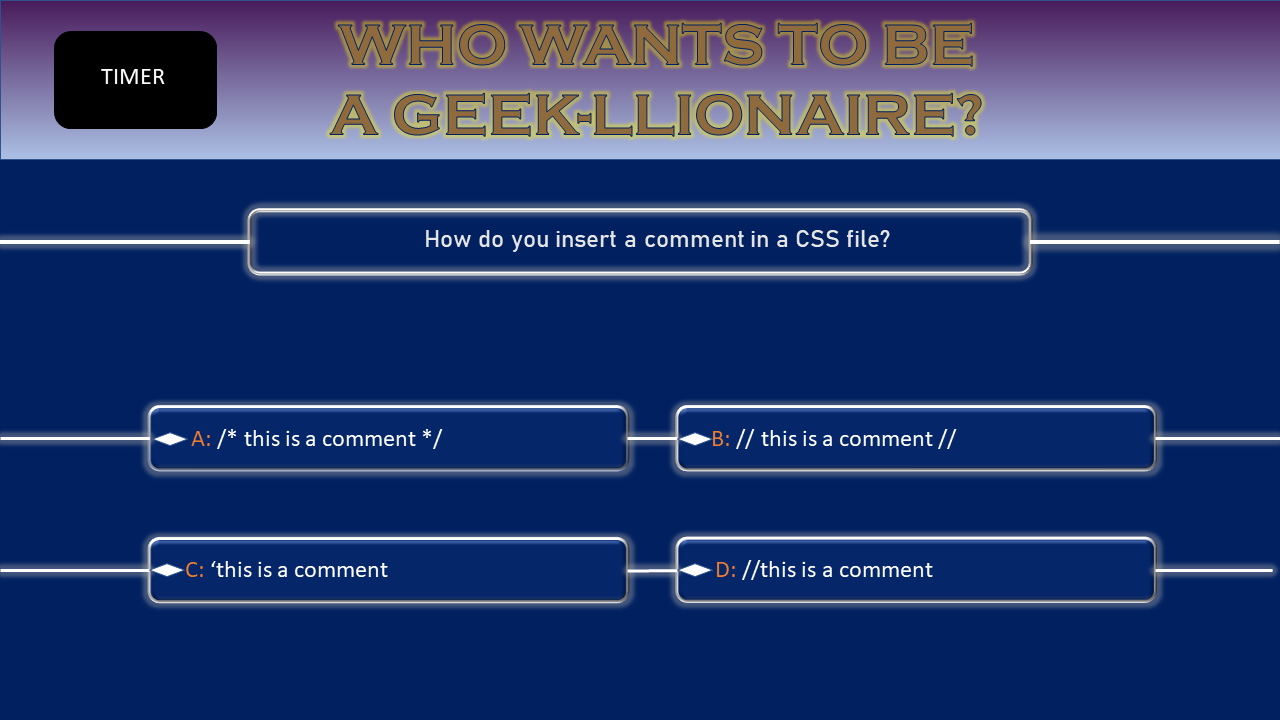 TIMER
WHO WANTS TO BE
A GEEK-LLIONAIRE?
How do you insert a comment in a CSS file?
A: /* this is a comment */
B: // this is a comment //
C: ‘this is a comment
D: //this is a comment